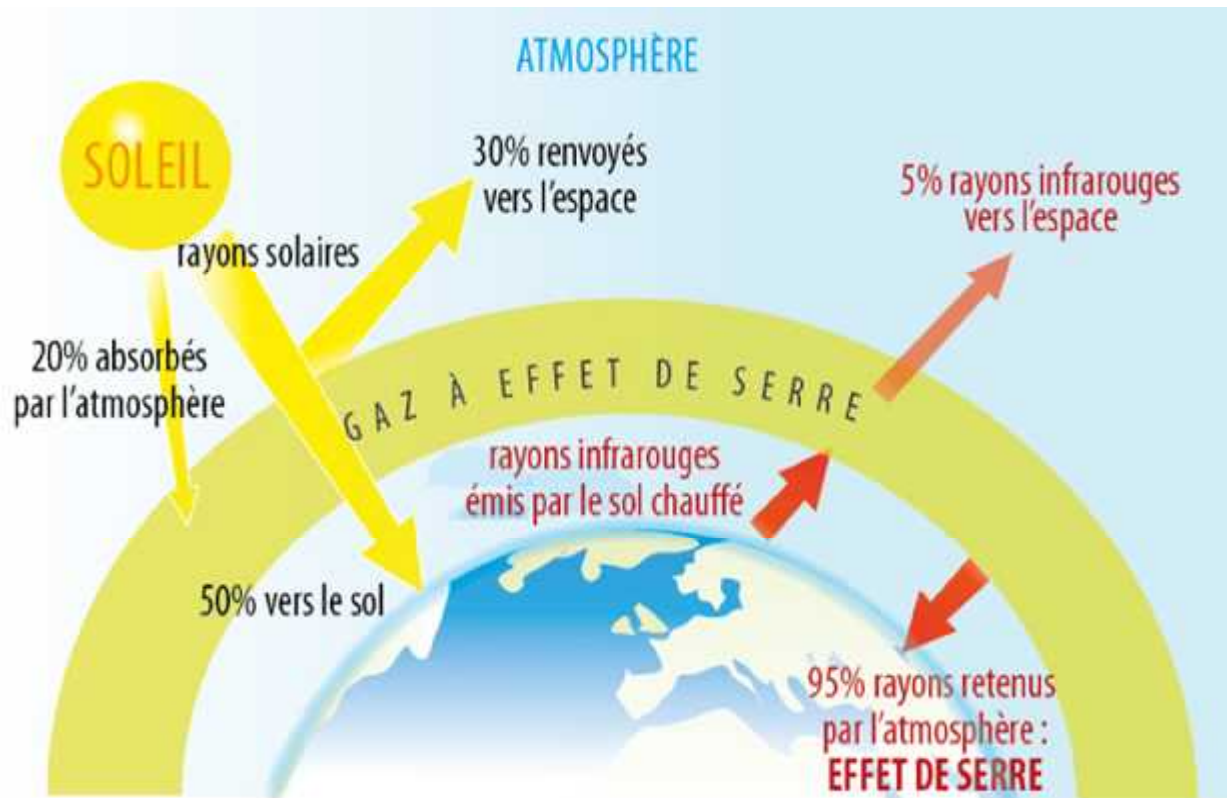 ATMOSPHÈRE
SOLEIL
rayons solaires
30% renvoyés
vers l'espace
5% rayons infrarouges
vers l'espace
20% absorbés
par l'atmosphère
GAZ À EFFET DE SERRE
rayons infrarouges
émis par le sol chauffé
50% vers le sol
95% rayons retenus
par l'atmosphère :
EFFET DE SERRE